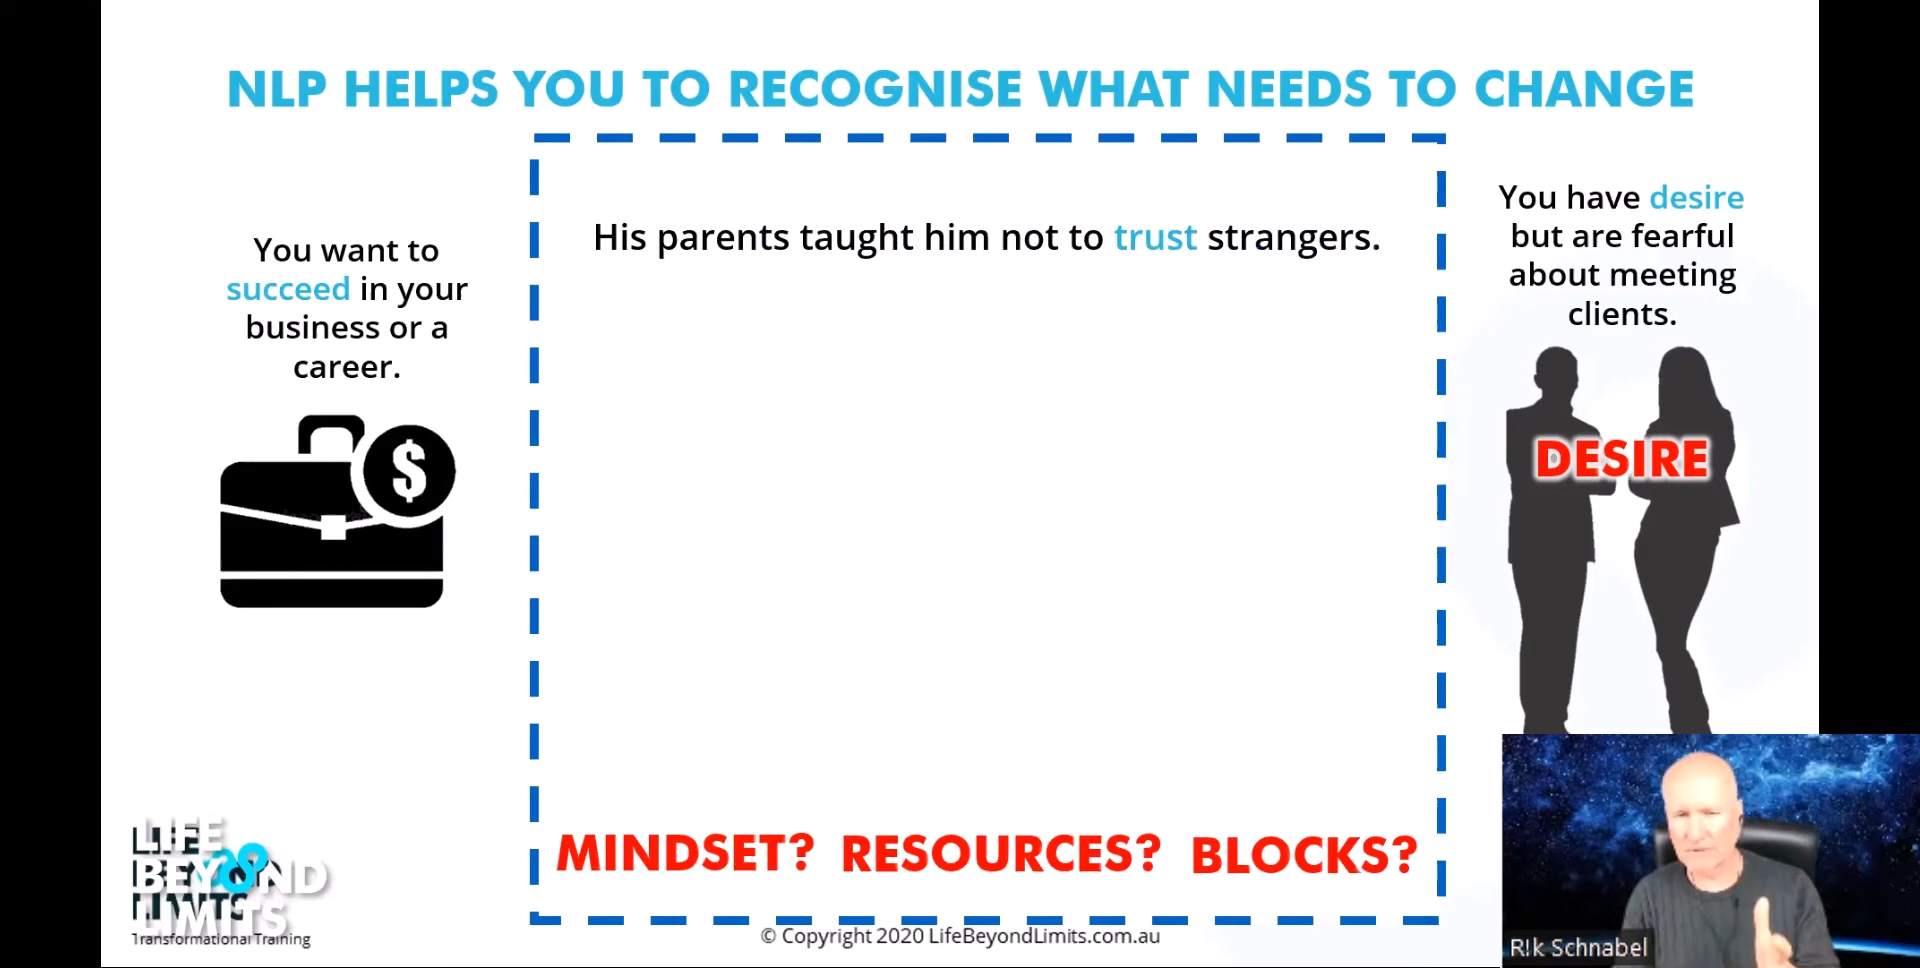 NLP HELPS YOU TO RECOGNISE WHAT NEEDS TO CHANGE
You want to
succeed in your
business or a
career.
$
His parents taught him not to trust strangers.
MINDSET? RESOURCES? BLOCKS?
You have desire
but are fearful
about meeting
clients.
DESIRE
LIFE
BEYOND
LIMITS
Transformational Training
© Copyright 2020 LifeBeyondLimits.com.au
R!k Schnabel